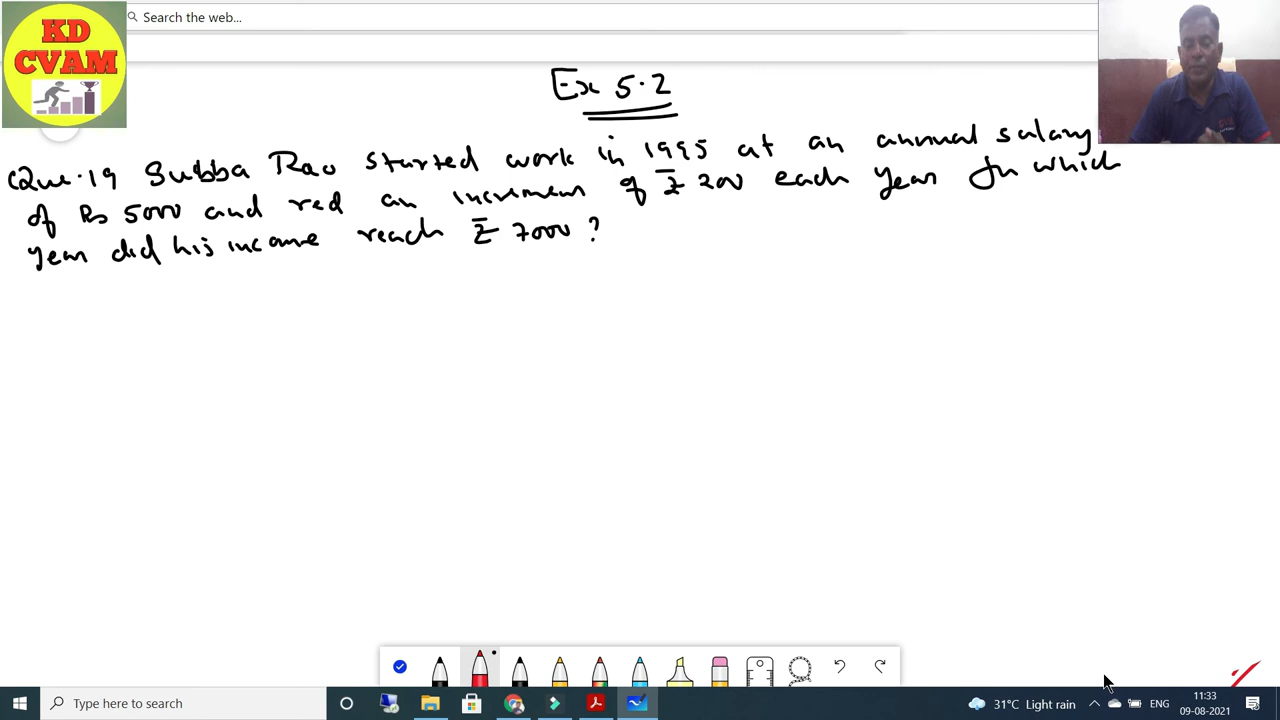 KD
CVAM
Search the web...
Ex 5.2
Que.19 Subba Rao started work in 1995 at an annual salary
of Rs 5000 and red an increment of ₹ 200 each year In which
year did his income reach ₹ 7000 ?
Type here to search
31°C Light rain
ENG
11:33
09-08-2021